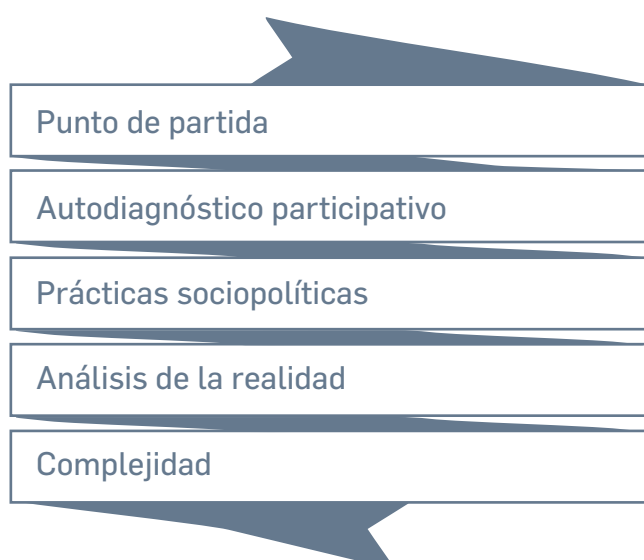 Punto de partida
Autodiagnóstico participativo
Prácticas sociopolíticas
Análisis de la realidad
Complejidad